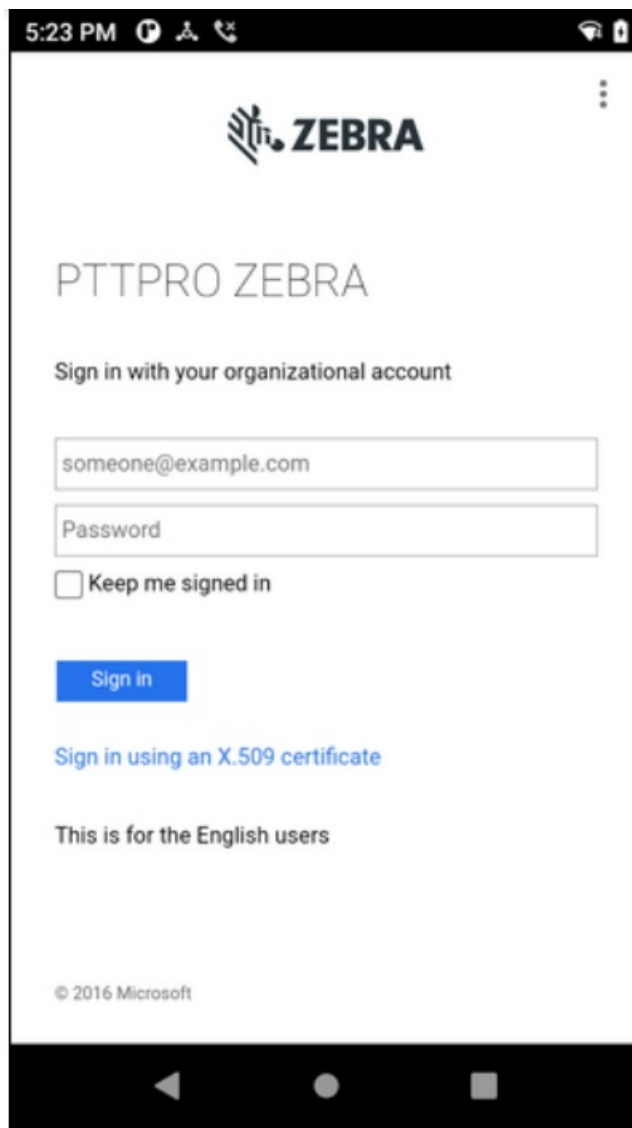 5:23 PM
ZEBRA
PTTPRO ZEBRA
Sign in with your organizational account
someone@example.com
Password
Keep me signed in
Sign in
Sign in using an X.509 certificate
This is for the English users
© 2016 Microsoft